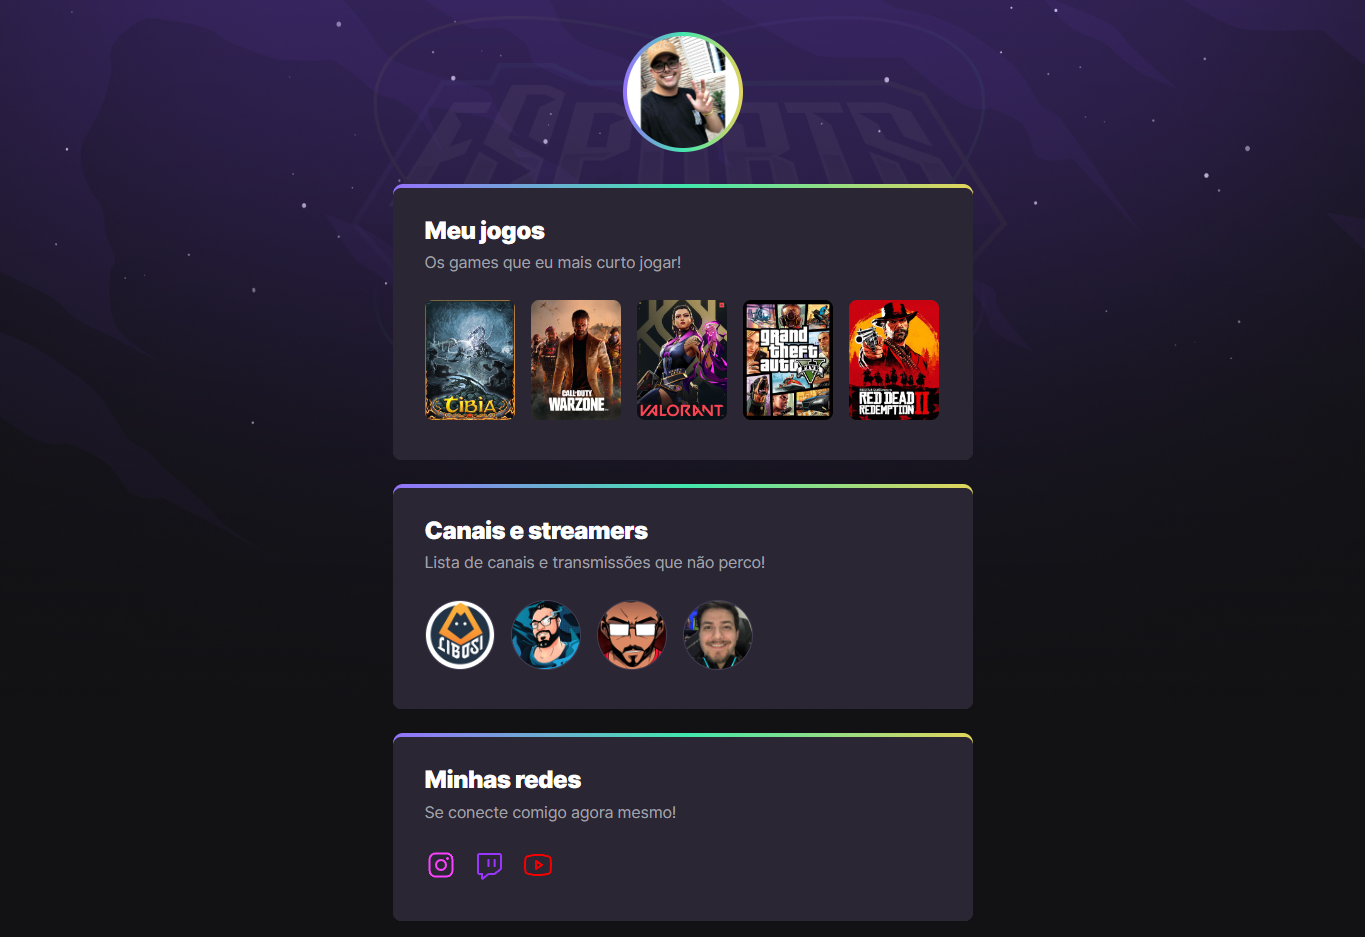 ESPORTS
Meu jogos
Os games que eu mais curto jogar!
TIBIA
CALL OF DUTY
WARZONE
VALORANT
grand
theft
auto
V
FIVE
RED DEAD
REDEMPTION II
Canais e streamers
Lista de canais e transmissões que não perco!
LIBOSI
Minhas redes
Se conecte comigo agora mesmo!